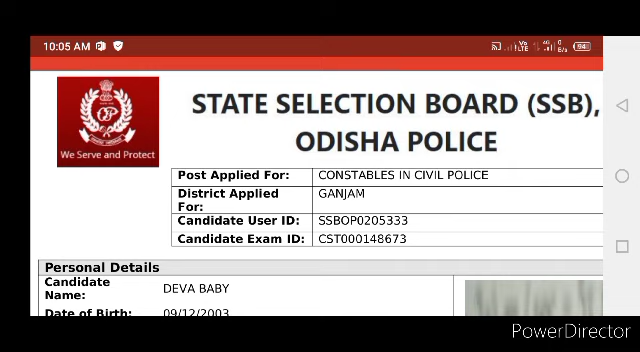 10:05 AM
94
STATE SELECTION BOARD (SSB),
ODISHA POLICE
We Serve and Protect
Post Applied For: CONSTABLES IN CIVIL POLICE
District Applied For: GANJAM
Candidate User ID: SSBOP0205333
Candidate Exam ID: CST000148673
Personal Details
Candidate Name: DEVA BABY
Date of Birth: 09/12/2003
PowerDirector